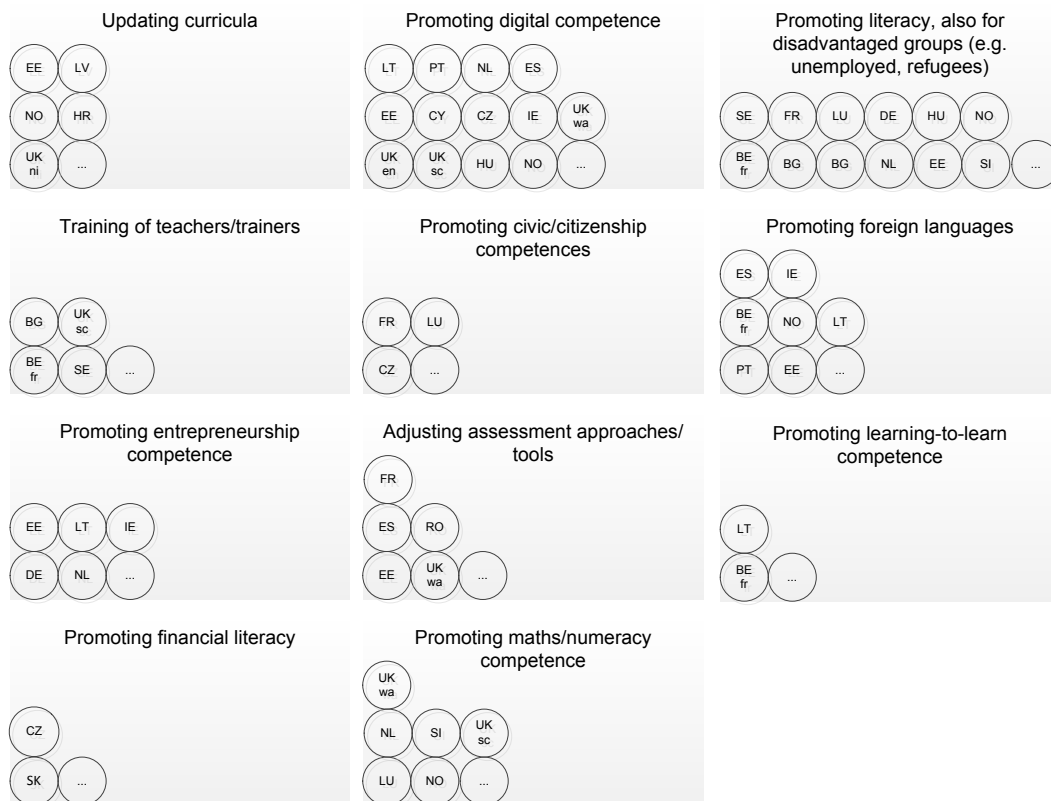 Updating curricula
EE LV
NO HR
UK ni ...
Promoting digital competence
LT PT NL ES
EE CY CZ IE UK wa
UK en UK sc HU NO ...
Promoting literacy, also for
disadvantaged groups (e.g.
unemployed, refugees)
SE FR LU DE HU NO
BE fr BG BG NL EE SI ...
Training of teachers/trainers
BG UK sc
BE fr SE ...
Promoting civic/citizenship
competences
FR LU
CZ ...
Promoting foreign languages
ES IE
BE fr NO LT
PT EE ...
Promoting entrepreneurship
competence
EE LT IE
DE NL ...
Adjusting assessment approaches/
tools
FR
ES RO
EE UK wa ...
Promoting learning-to-learn
competence
LT
BE fr ...
Promoting financial literacy
CZ
SK ...
Promoting maths/numeracy
competence
UK wa
NL SI UK sc
LU NO ...